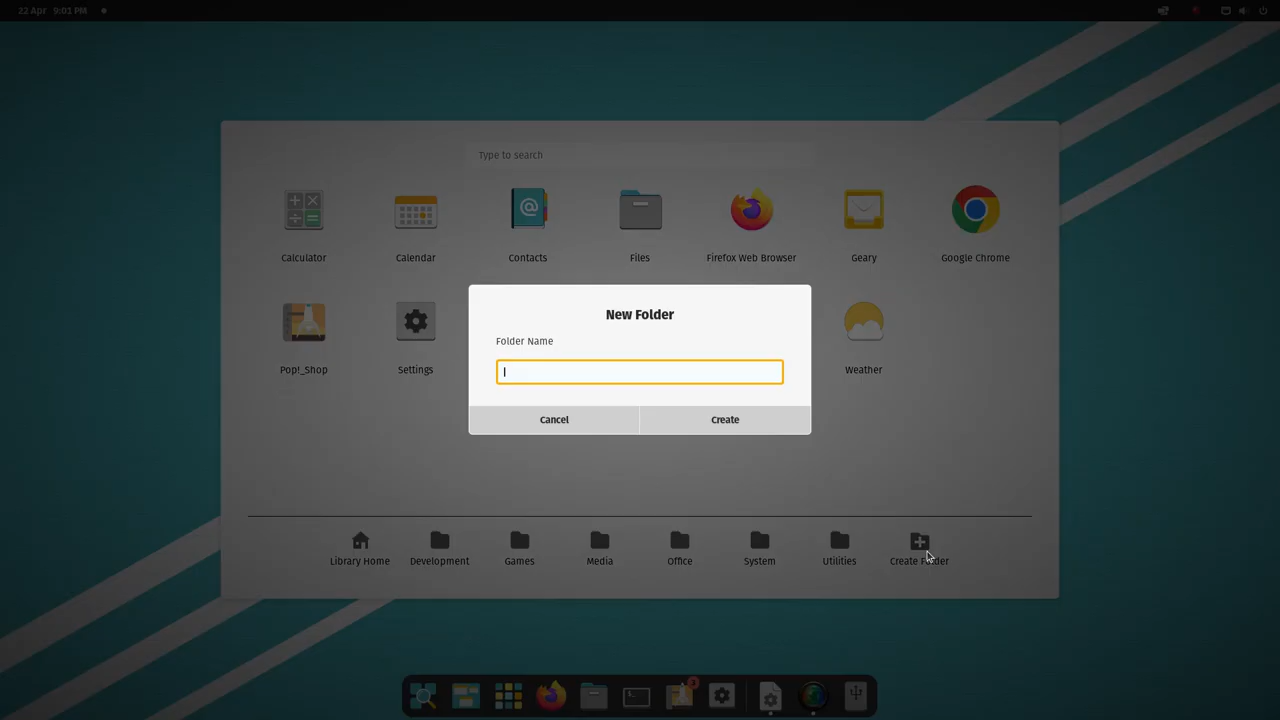 22 Apr 9:01 PM
Type to search
Calculator
Calendar
Contacts
Files
Firefox Web Browser
Geary
Google Chrome
Pop!_Shop
Settings
Weather
New Folder
Folder Name
Cancel
Create
Library Home
Development
Games
Media
Office
System
Utilities
Create Folder